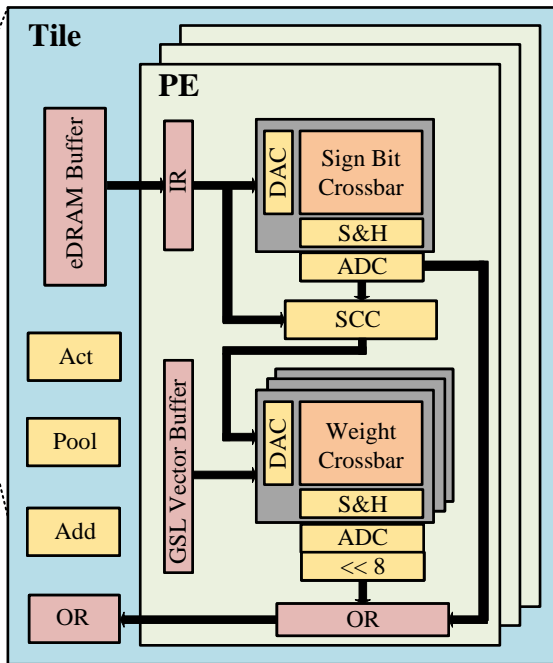 Tile
PE
eDRAM Buffer
IR
DAC
Sign Bit
Crossbar
S&H
ADC
SCC
Act
Pool
Add
GSL Vector Buffer
DAC
Weight
Crossbar
S&H
ADC
<< 8
OR
OR